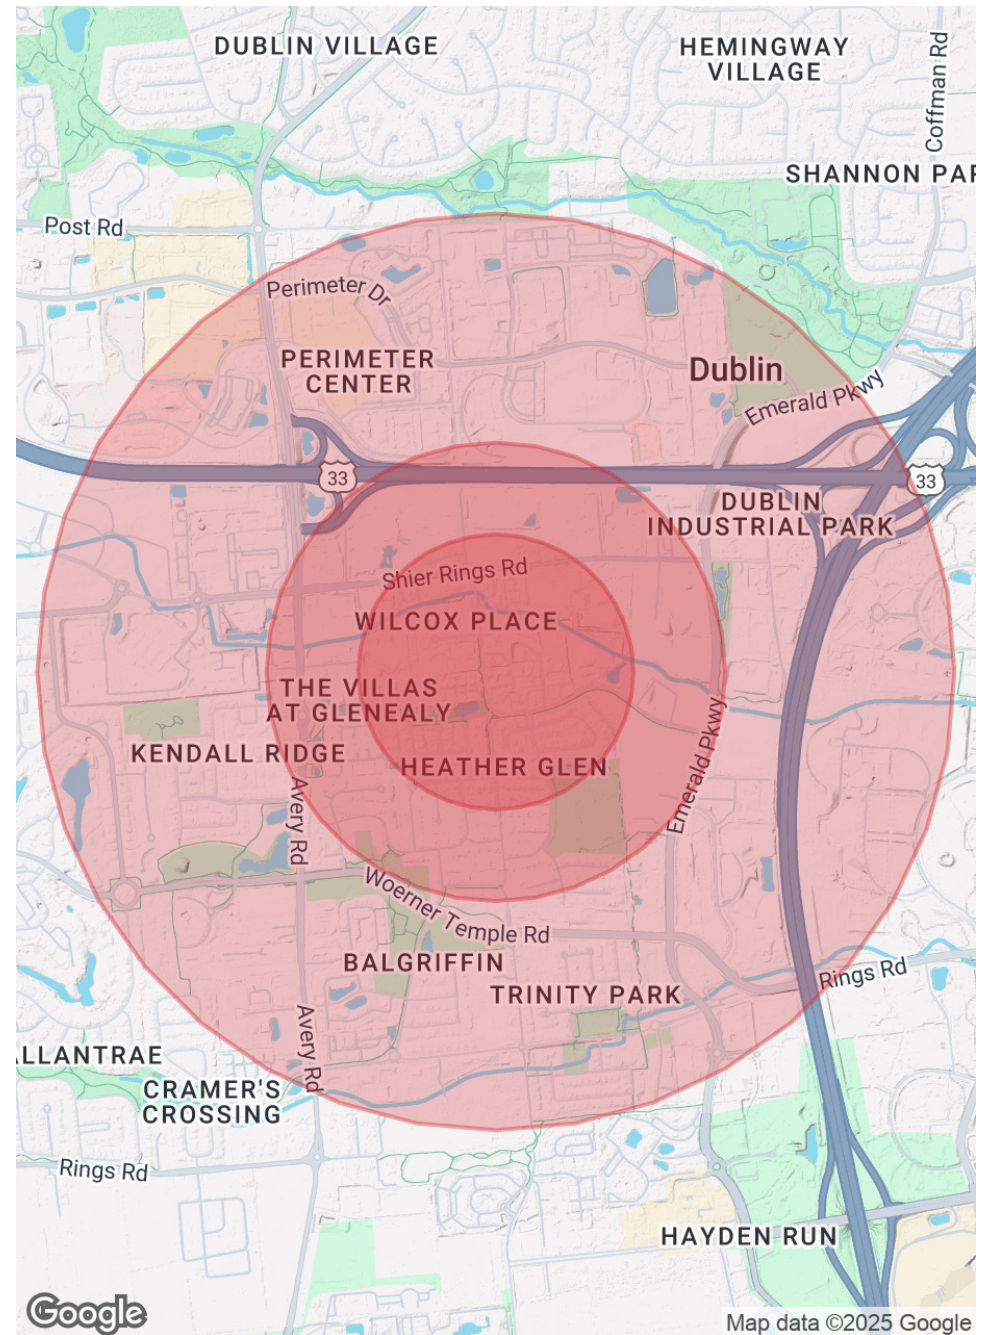 DUBLIN VILLAGE
HEMINGWAY
VILLAGE
Coffman Rd
SHANNON PAR
Post Rd
Perimeter Dr
PERIMETER
CENTER
Dublin
Emerald Pkwy
33
33
DUBLIN
INDUSTRIAL PARK
Shier Rings Rd
WILCOX PLACE
THE VILLAS
AT GLENEALY
KENDALL RIDGE
HEATHER GLEN
Emerald Pkwy
Avery Rd
Woerner Temple Rd
BALGRIFFIN
Rings Rd
TRINITY PARK
Avery Rd
LLANTRAE
CRAMER'S
CROSSING
Rings Rd
HAYDEN RUN
Google
Map data ©2025 Google